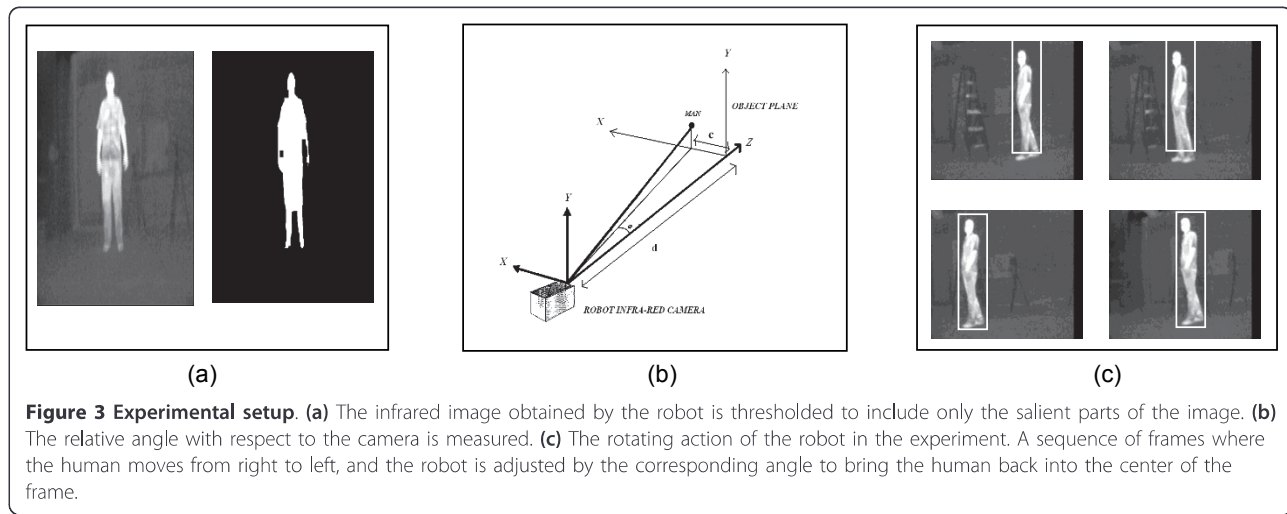 Y
Y
OBJECT PLANE
MAN
X
c
Z
Y
θ
d
X
ROBOT INFRA-RED CAMERA
(a)
(b)
(c)
Figure 3 Experimental setup. (a) The infrared image obtained by the robot is thresholded to include only the salient parts of the image. (b)
The relative angle with respect to the camera is measured. (c) The rotating action of the robot in the experiment. A sequence of frames where
the human moves from right to left, and the robot is adjusted by the corresponding angle to bring the human back into the center of the
frame.